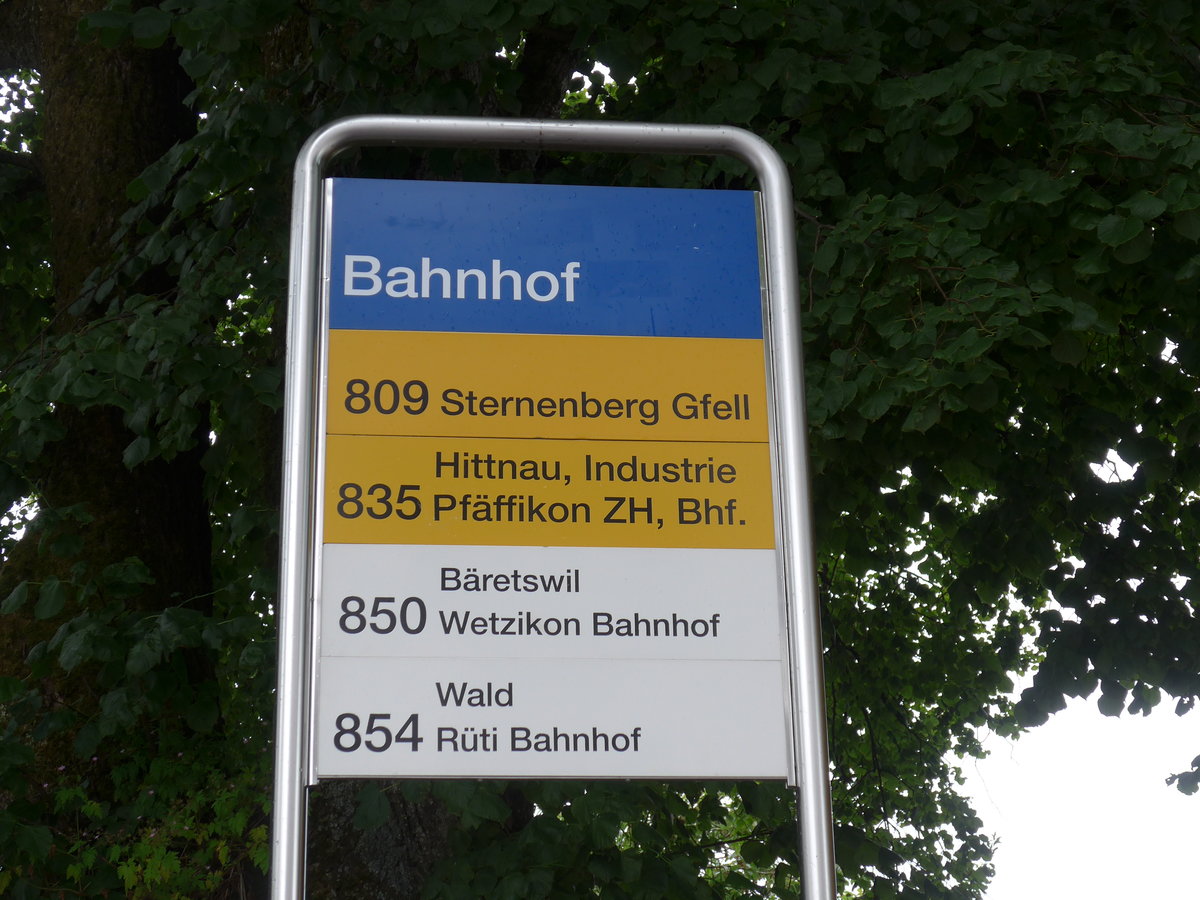 Bahnhof
809 Sternenberg Gfell
Hittnau, Industrie
835 Pfäffikon ZH, Bhf.
Bäretswil
850 Wetzikon Bahnhof
Wald
854 Rüti Bahnhof